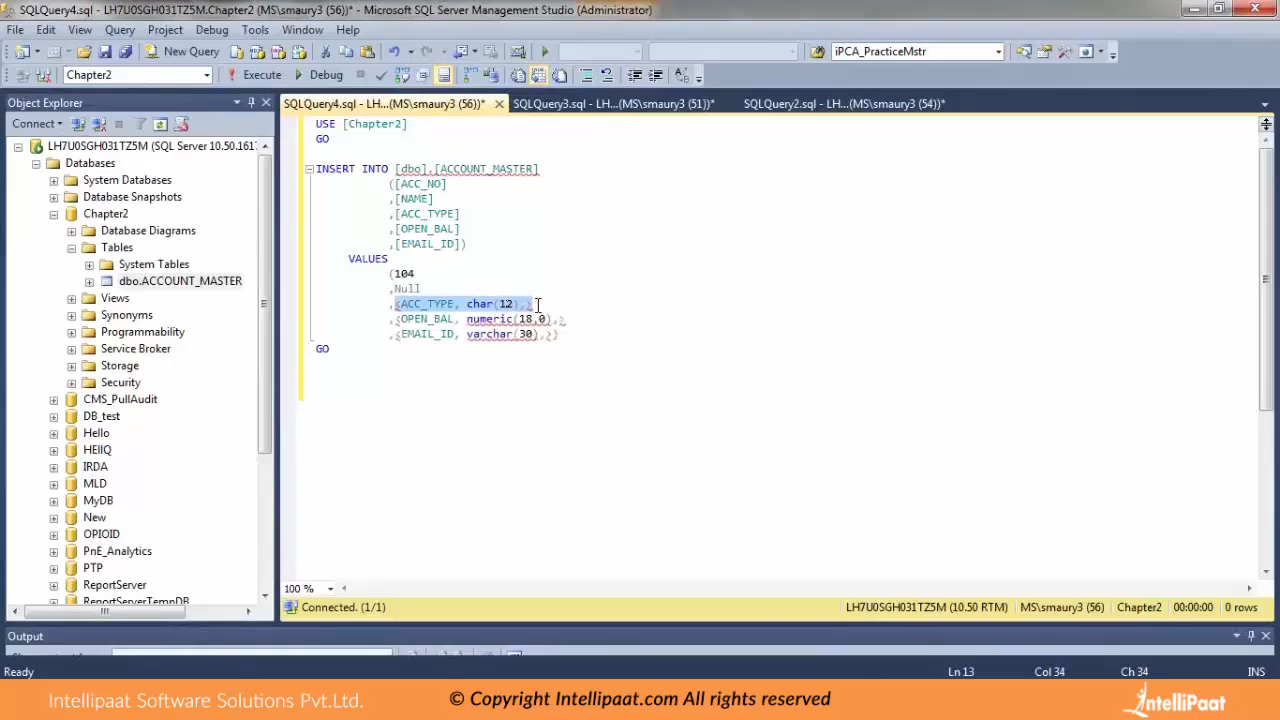 SQLQuery4.sql - LH7U0SGH031TZ5M.Chapter2 (MS\smaury3 (56))* - Microsoft SQL Server Management Studio (Administrator)
File Edit View Query Project Debug Tools Window Help
New Query iPCA_PracticeMstr
Chapter2 Execute Debug
Object Explorer
SQLQuery4.sql - LH...(MS\smaury3 (56))* SQLQuery3.sql - LH...(MS\smaury3 (51))* SQLQuery2.sql - LH...(MS\smaury3 (54))*
Connect
LH7U0SGH031TZ5M (SQL Server 10.50.161
Databases
System Databases
Database Snapshots
Chapter2
Database Diagrams
Tables
System Tables
dbo.ACCOUNT_MASTER
Views
Synonyms
Programmability
Service Broker
Storage
Security
CMS_PullAudit
DB_test
Hello
HEIIQ
IRDA
MLD
MyDB
New
OPIOID
PnE_Analytics
PTP
ReportServer
ReportServerTempDB
USE [Chapter2]
GO
INSERT INTO [dbo].[ACCOUNT_MASTER]
([ACC_NO]
,[NAME]
,[ACC_TYPE]
,[OPEN_BAL]
,[EMAIL_ID])
VALUES
(104
,Null
,<ACC_TYPE, char(12),>
,<OPEN_BAL, numeric(18,0),>
,<EMAIL_ID, varchar(30),>)
GO
100 %
Connected. (1/1) LH7U0SGH031TZ5M (10.50 RTM) MS\smaury3 (56) Chapter2 00:00:00 0 rows
Output
Ready Ln 13 Col 34 Ch 34 INS
Intellipaat Software Solutions Pvt.Ltd. © Copyright Intellipaat.com All rights reserved IntelliPaat